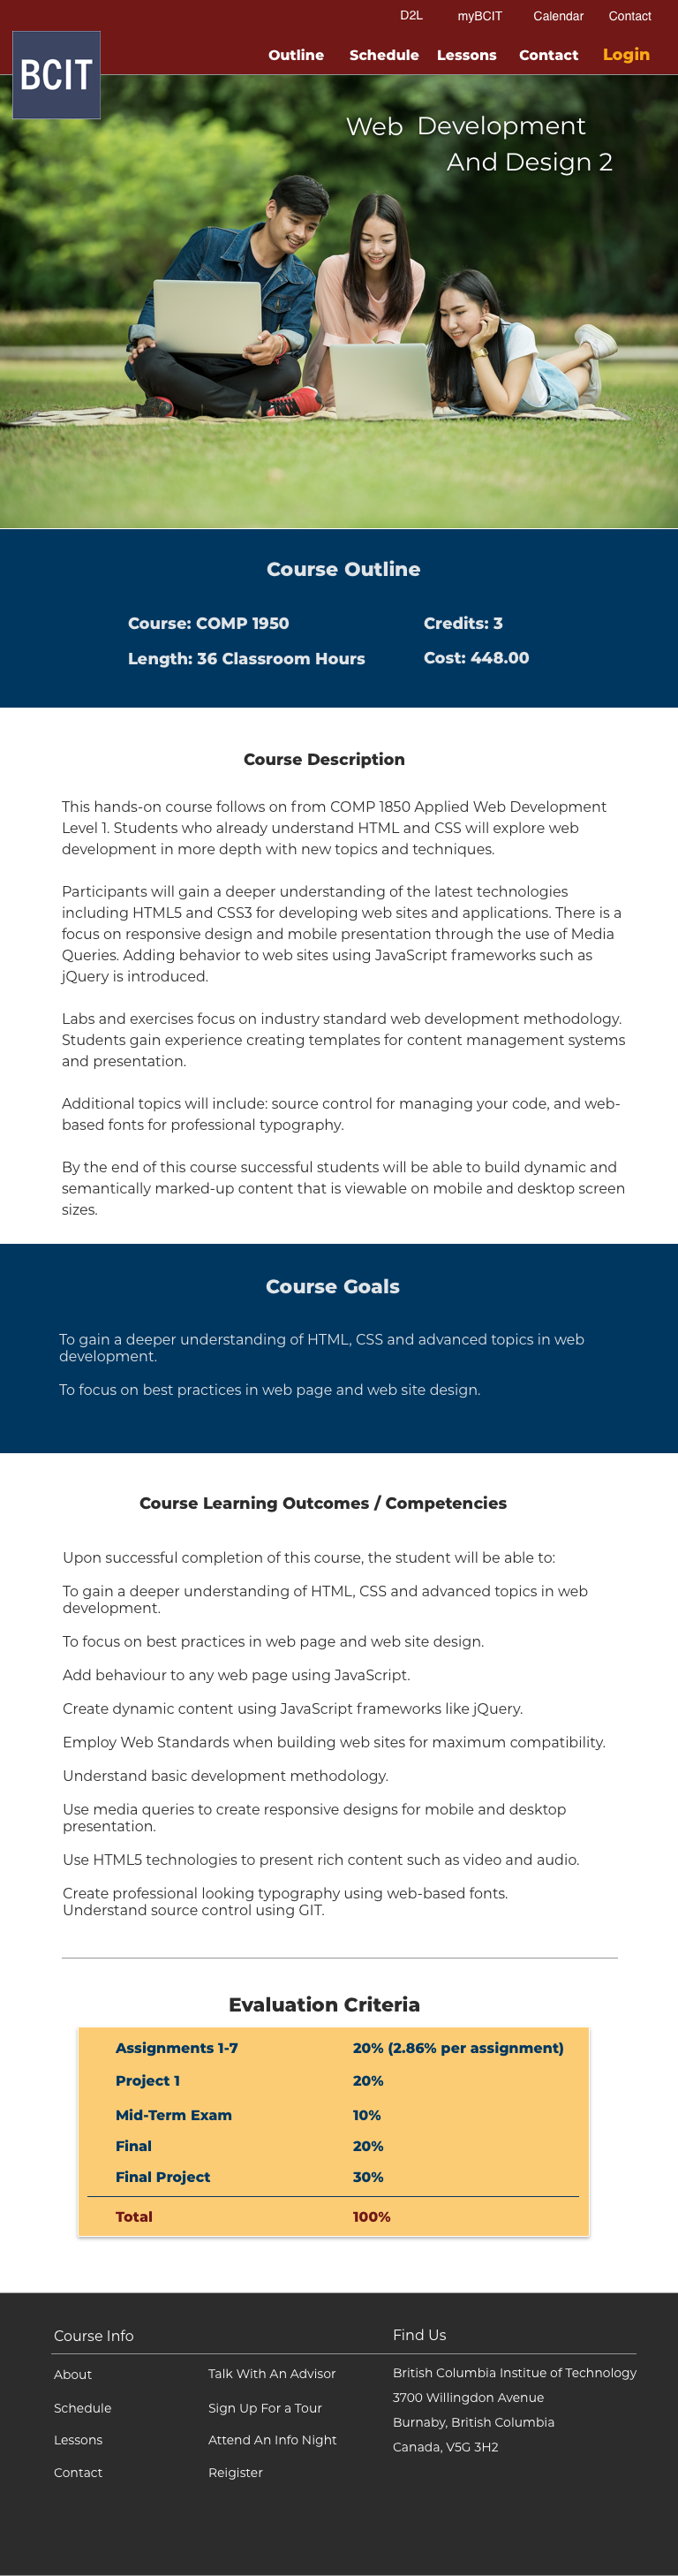 D2L myBCIT Calendar Contact
BCIT
Outline Schedule Lessons Contact Login
Web Development
And Design 2
Course Outline
Course: COMP 1950 Credits: 3
Length: 36 Classroom Hours Cost: 448.00
Course Description
This hands-on course follows on from COMP 1850 Applied Web Development
Level 1. Students who already understand HTML and CSS will explore web
development in more depth with new topics and techniques.
Participants will gain a deeper understanding of the latest technologies
including HTML5 and CSS3 for developing web sites and applications. There is a
focus on responsive design and mobile presentation through the use of Media
Queries. Adding behavior to web sites using JavaScript frameworks such as
jQuery is introduced.
Labs and exercises focus on industry standard web development methodology.
Students gain experience creating templates for content management systems
and presentation.
Additional topics will include: source control for managing your code, and web-
based fonts for professional typography.
By the end of this course successful students will be able to build dynamic and
semantically marked-up content that is viewable on mobile and desktop screen
sizes.
Course Goals
To gain a deeper understanding of HTML, CSS and advanced topics in web
development.
To focus on best practices in web page and web site design.
Course Learning Outcomes / Competencies
Upon successful completion of this course, the student will be able to:
To gain a deeper understanding of HTML, CSS and advanced topics in web
development.
To focus on best practices in web page and web site design.
Add behaviour to any web page using JavaScript.
Create dynamic content using JavaScript frameworks like jQuery.
Employ Web Standards when building web sites for maximum compatibility.
Understand basic development methodology.
Use media queries to create responsive designs for mobile and desktop
presentation.
Use HTML5 technologies to present rich content such as video and audio.
Create professional looking typography using web-based fonts.
Understand source control using GIT.
Evaluation Criteria
Assignments 1-7 20% (2.86% per assignment)
Project 1 20%
Mid-Term Exam 10%
Final 20%
Final Project 30%
Total 100%
Course Info Find Us
About Talk With An Advisor British Columbia Institue of Technology
3700 Willingdon Avenue
Schedule Sign Up For a Tour
Burnaby, British Columbia
Lessons Attend An Info Night
Canada, V5G 3H2
Contact Reigister